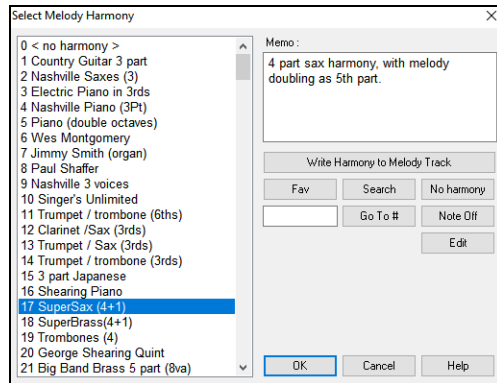 Select Melody Harmony
0 < no harmony >
1 Country Guitar 3 part
2 Nashville Saxes (3)
3 Electric Piano in 3rds
4 Nashville Piano (3Pt)
5 Piano (double octaves)
6 Wes Montgomery
7 Jimmy Smith (organ)
8 Paul Shaffer
9 Nashville 3 voices
10 Singer's Unlimited
11 Trumpet / trombone (6ths)
12 Clarinet /Sax (3rds)
13 Trumpet / Sax (3rds)
14 Trumpet / trombone (3rds)
15 3 part Japanese
16 Shearing Piano
17 SuperSax (4+1)
18 SuperBrass(4+1)
19 Trombones (4)
20 George Shearing Quint
21 Big Band Brass 5 part (8va)
Memo :
4 part sax harmony, with melody
doubling as 5th part.
Write Harmony to Melody Track
Fav Search No harmony
Go To # Note Off
Edit
OK Cancel Help